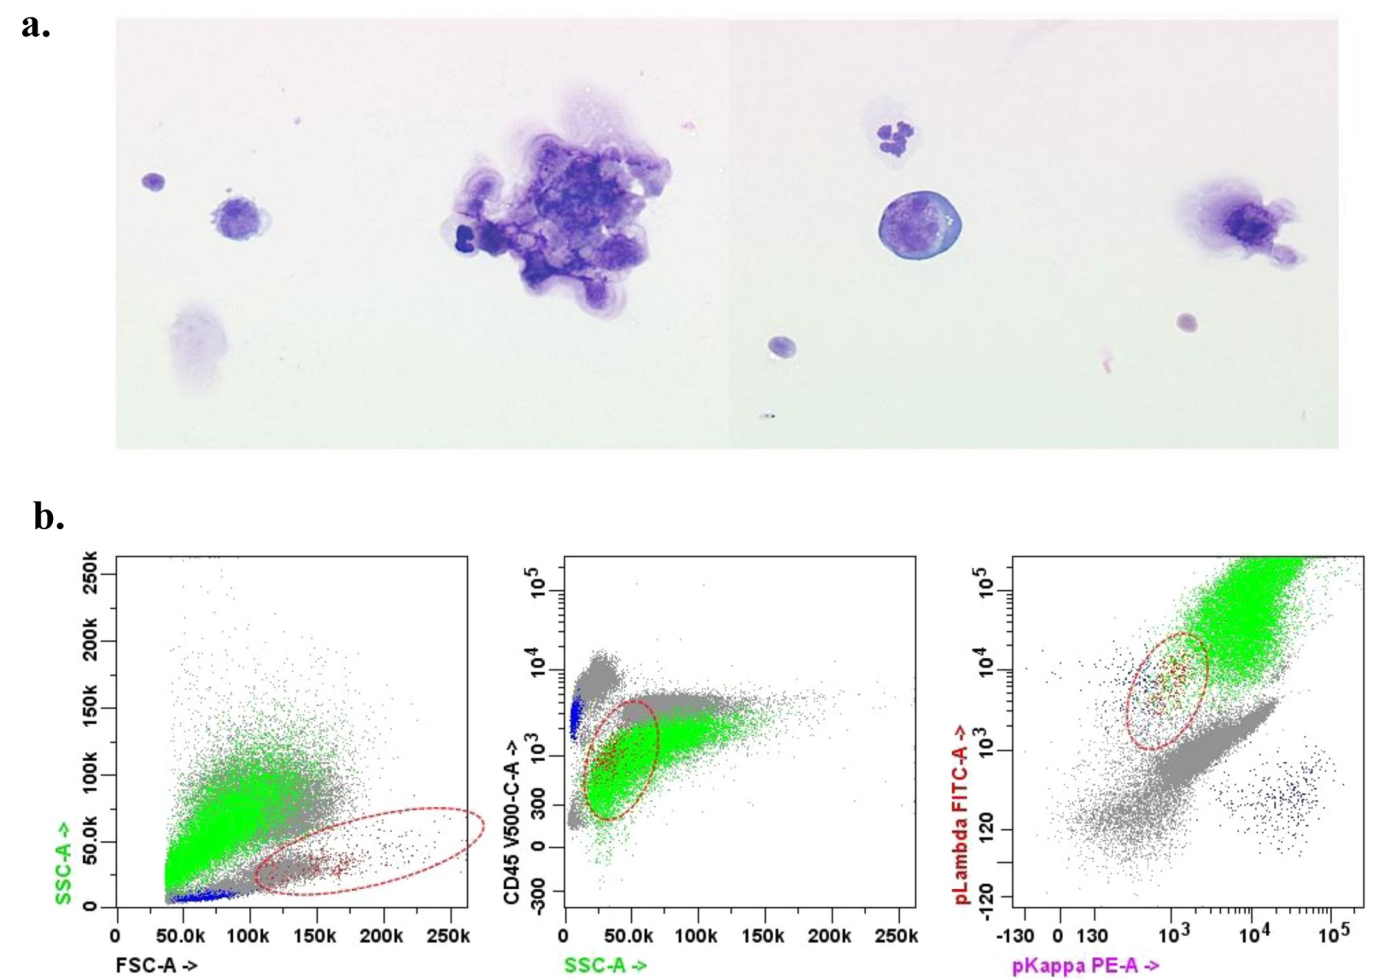 a.
b.
250k
200k
150k
100k
50.0k
0
SSC-A ->
0
50.0k
100k
150k
200k
250k
FSC-A ->
10^5
10^4
10^3
300
0
-300
CD45 V500-C-A ->
0
50.0k
100k
150k
200k
250k
SSC-A ->
10^5
10^4
10^3
120
-120
pLambda FITC-A ->
-130
0
130
10^3
10^4
10^5
pKappa PE-A ->